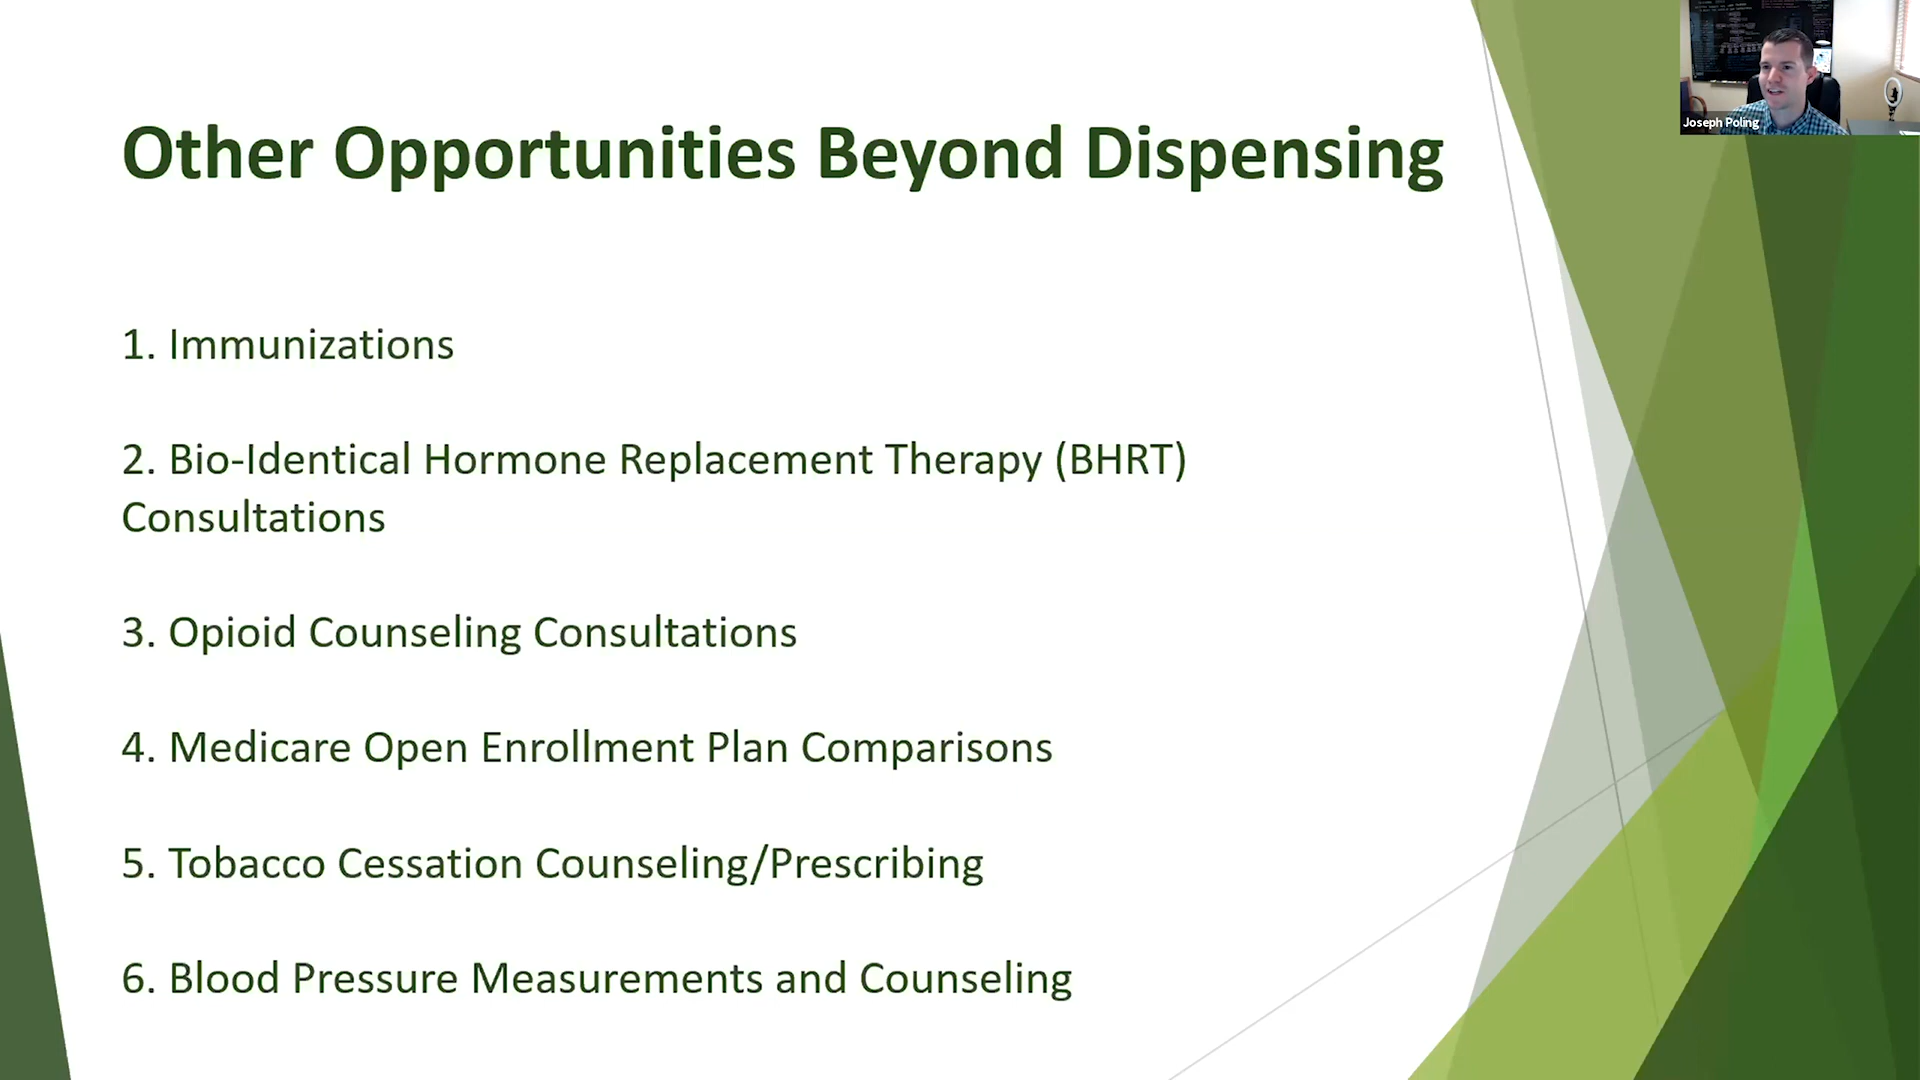 Joseph Poling
Other Opportunities Beyond Dispensing
1. Immunizations
2. Bio-Identical Hormone Replacement Therapy (BHRT)
Consultations
3. Opioid Counseling Consultations
4. Medicare Open Enrollment Plan Comparisons
5. Tobacco Cessation Counseling/Prescribing
6. Blood Pressure Measurements and Counseling